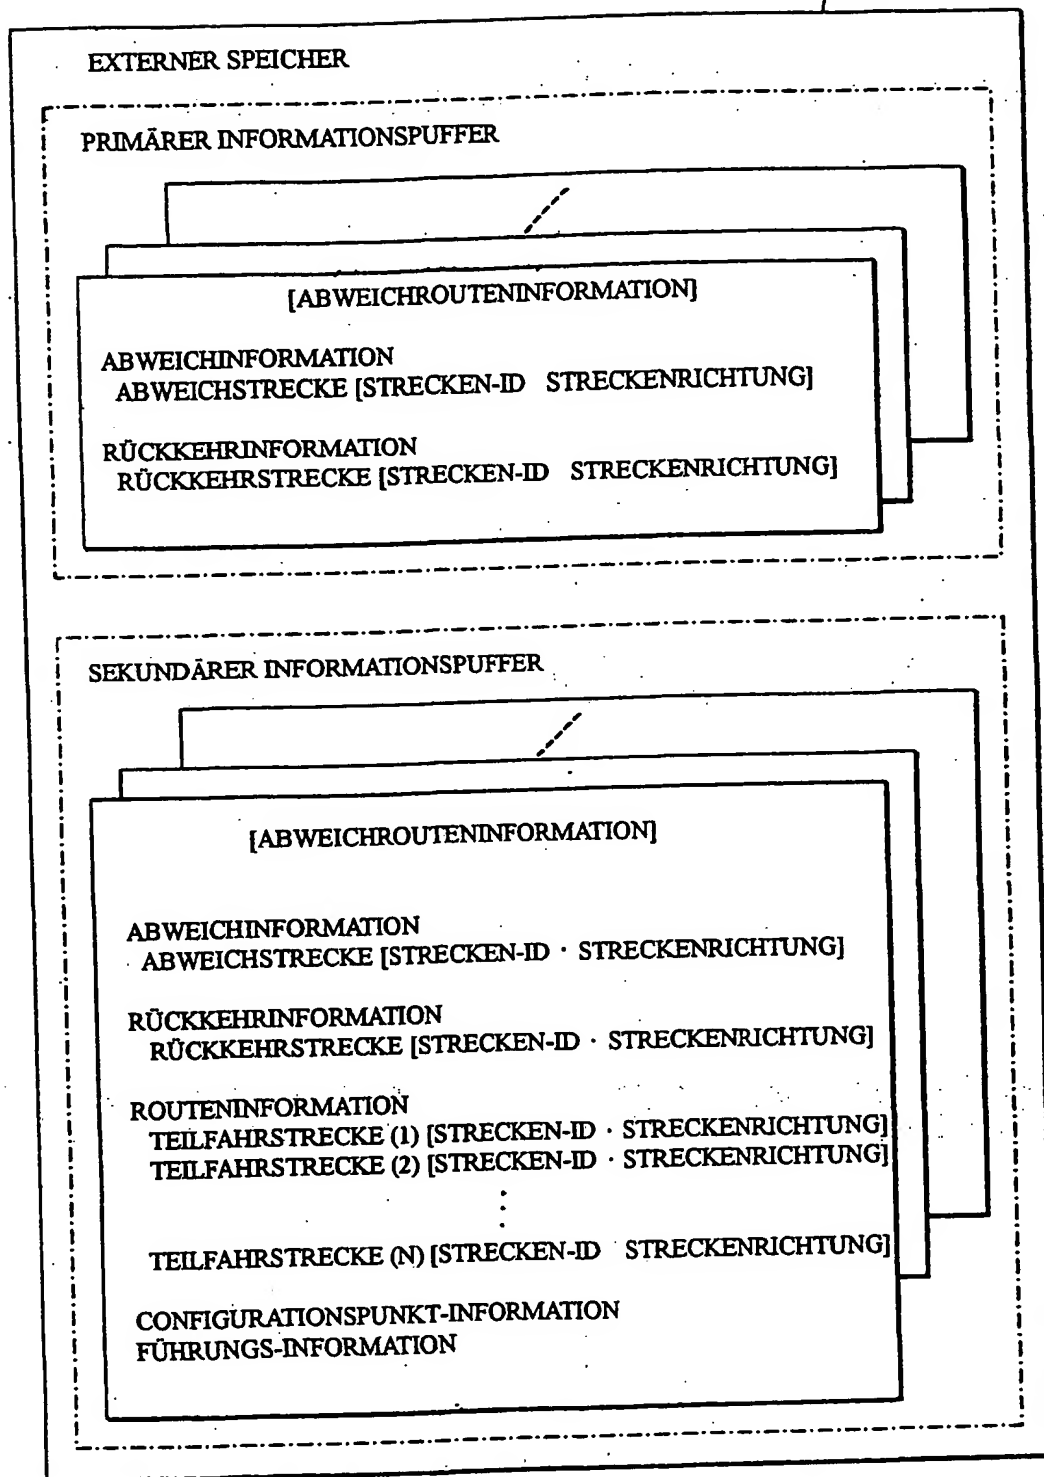 EXTERNER SPEICHER
PRIMÄRER INFORMATIONSPUFFER
[ABWEICHROUTENINFORMATION]
ABWEICHINFORMATION
ABWEICHSTRECKE [STRECKEN-ID STRECKENRICHTUNG]
RÜCKKEHRINFORMATION
RÜCKKEHRSTRECKE [STRECKEN-ID STRECKENRICHTUNG]
SEKUNDÄRER INFORMATIONSPUFFER
[ABWEICHROUTENINFORMATION]
ABWEICHINFORMATION
ABWEICHSTRECKE [STRECKEN-ID · STRECKENRICHTUNG]
RÜCKKEHRINFORMATION
RÜCKKEHRSTRECKE [STRECKEN-ID · STRECKENRICHTUNG]
ROUTENINFORMATION
TEILFAHRSTRECKE (1) [STRECKEN-ID · STRECKENRICHTUNG]
TEILFAHRSTRECKE (2) [STRECKEN-ID · STRECKENRICHTUNG]
TEILFAHRSTRECKE (N) [STRECKEN-ID STRECKENRICHTUNG]
CONFIGURATIONSPUNKT-INFORMATION
FÜHRUNGS-INFORMATION